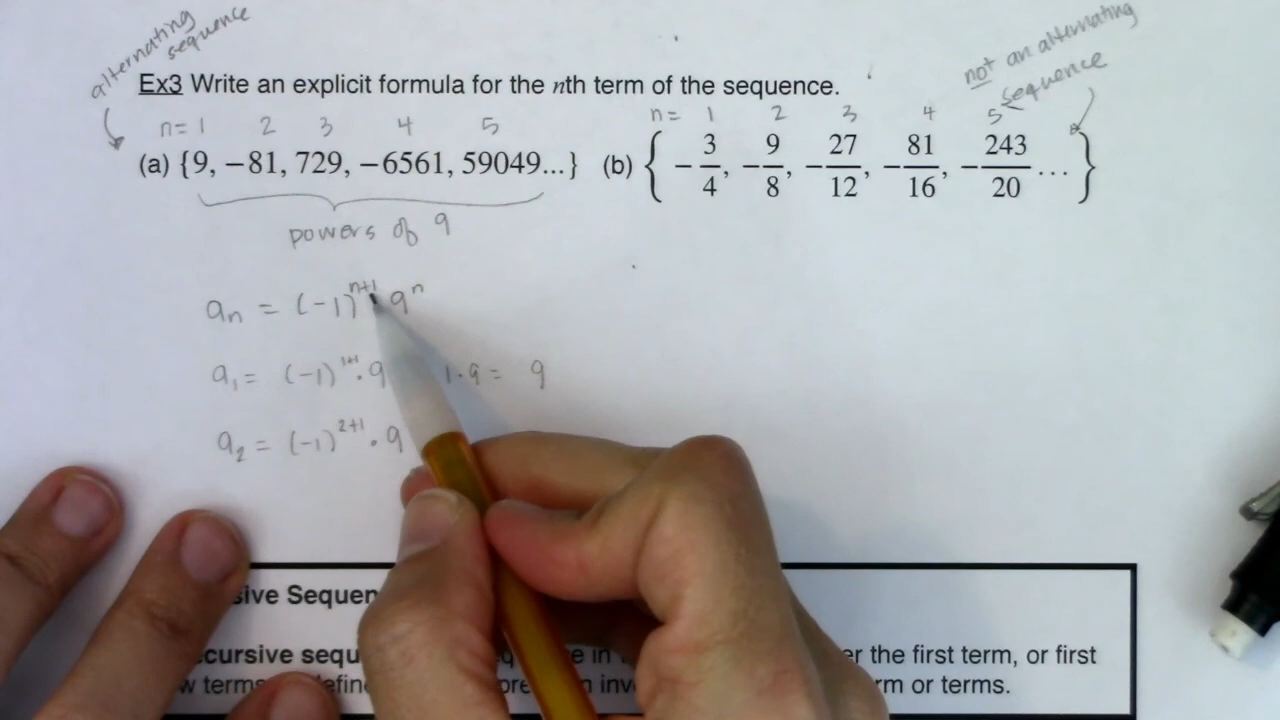 alternating sequence
not an alternating sequence
Ex3 Write an explicit formula for the nth term of the sequence.
n= 1 2 3 4 5
n= 1 2 3 4 5
(a) {9, −81, 729, −6561, 59049...} (b) { −3/4, −9/8, −27/12, −81/16, −243/20 ... }
powers of 9
aₙ = (-1)ⁿ⁺¹ 9ⁿ
a₁ = (-1)¹⁺¹ · 9 1·9 = 9
a₂ = (-1)²⁺¹ · 9
sive Sequen
cursive sequ in er the first term, or first
w terms rm or terms.